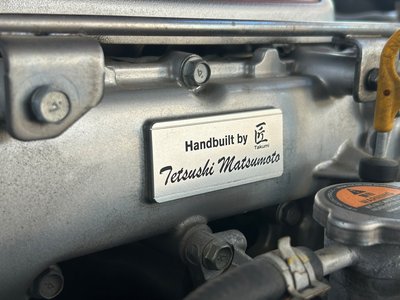 Handbuilt by 匠
Takumi
Tetsushi Matsumoto